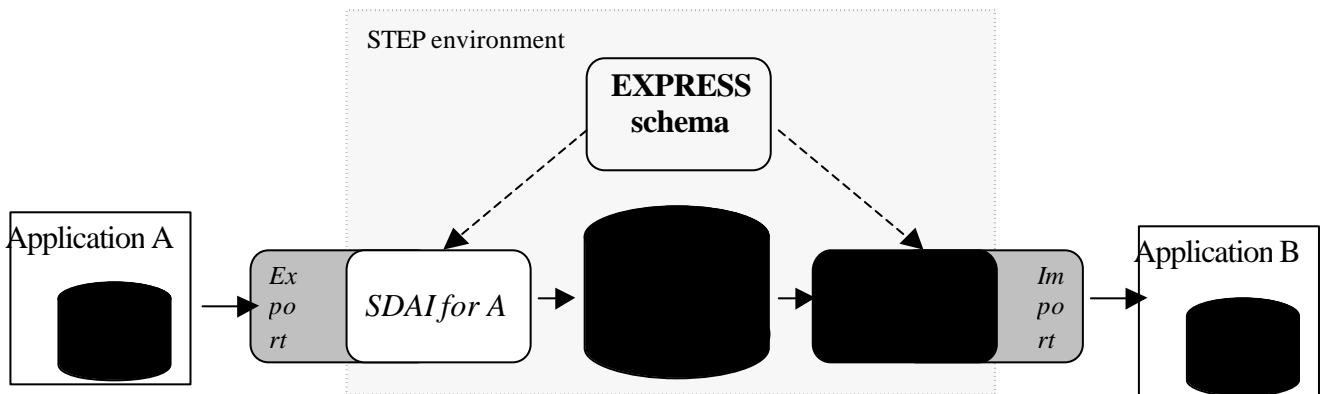 STEP environment
EXPRESS
schema
Application A
Ex
po
rt
SDAI for A
Im
po
rt
Application B